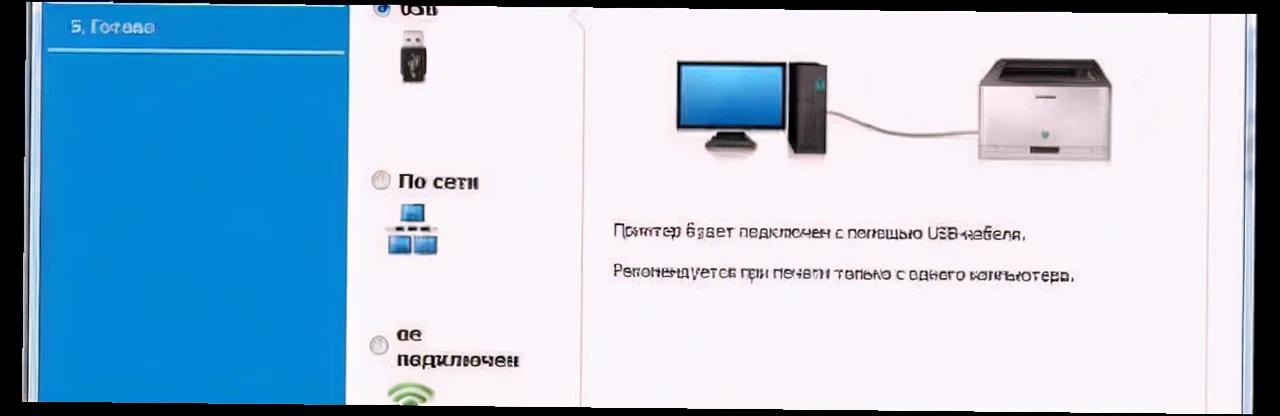 5. Готово
USB
По сети
не
подключен
Принтер будет подключен с помощью USB-кабеля.
Рекомендуется при печати только с одного компьютера.